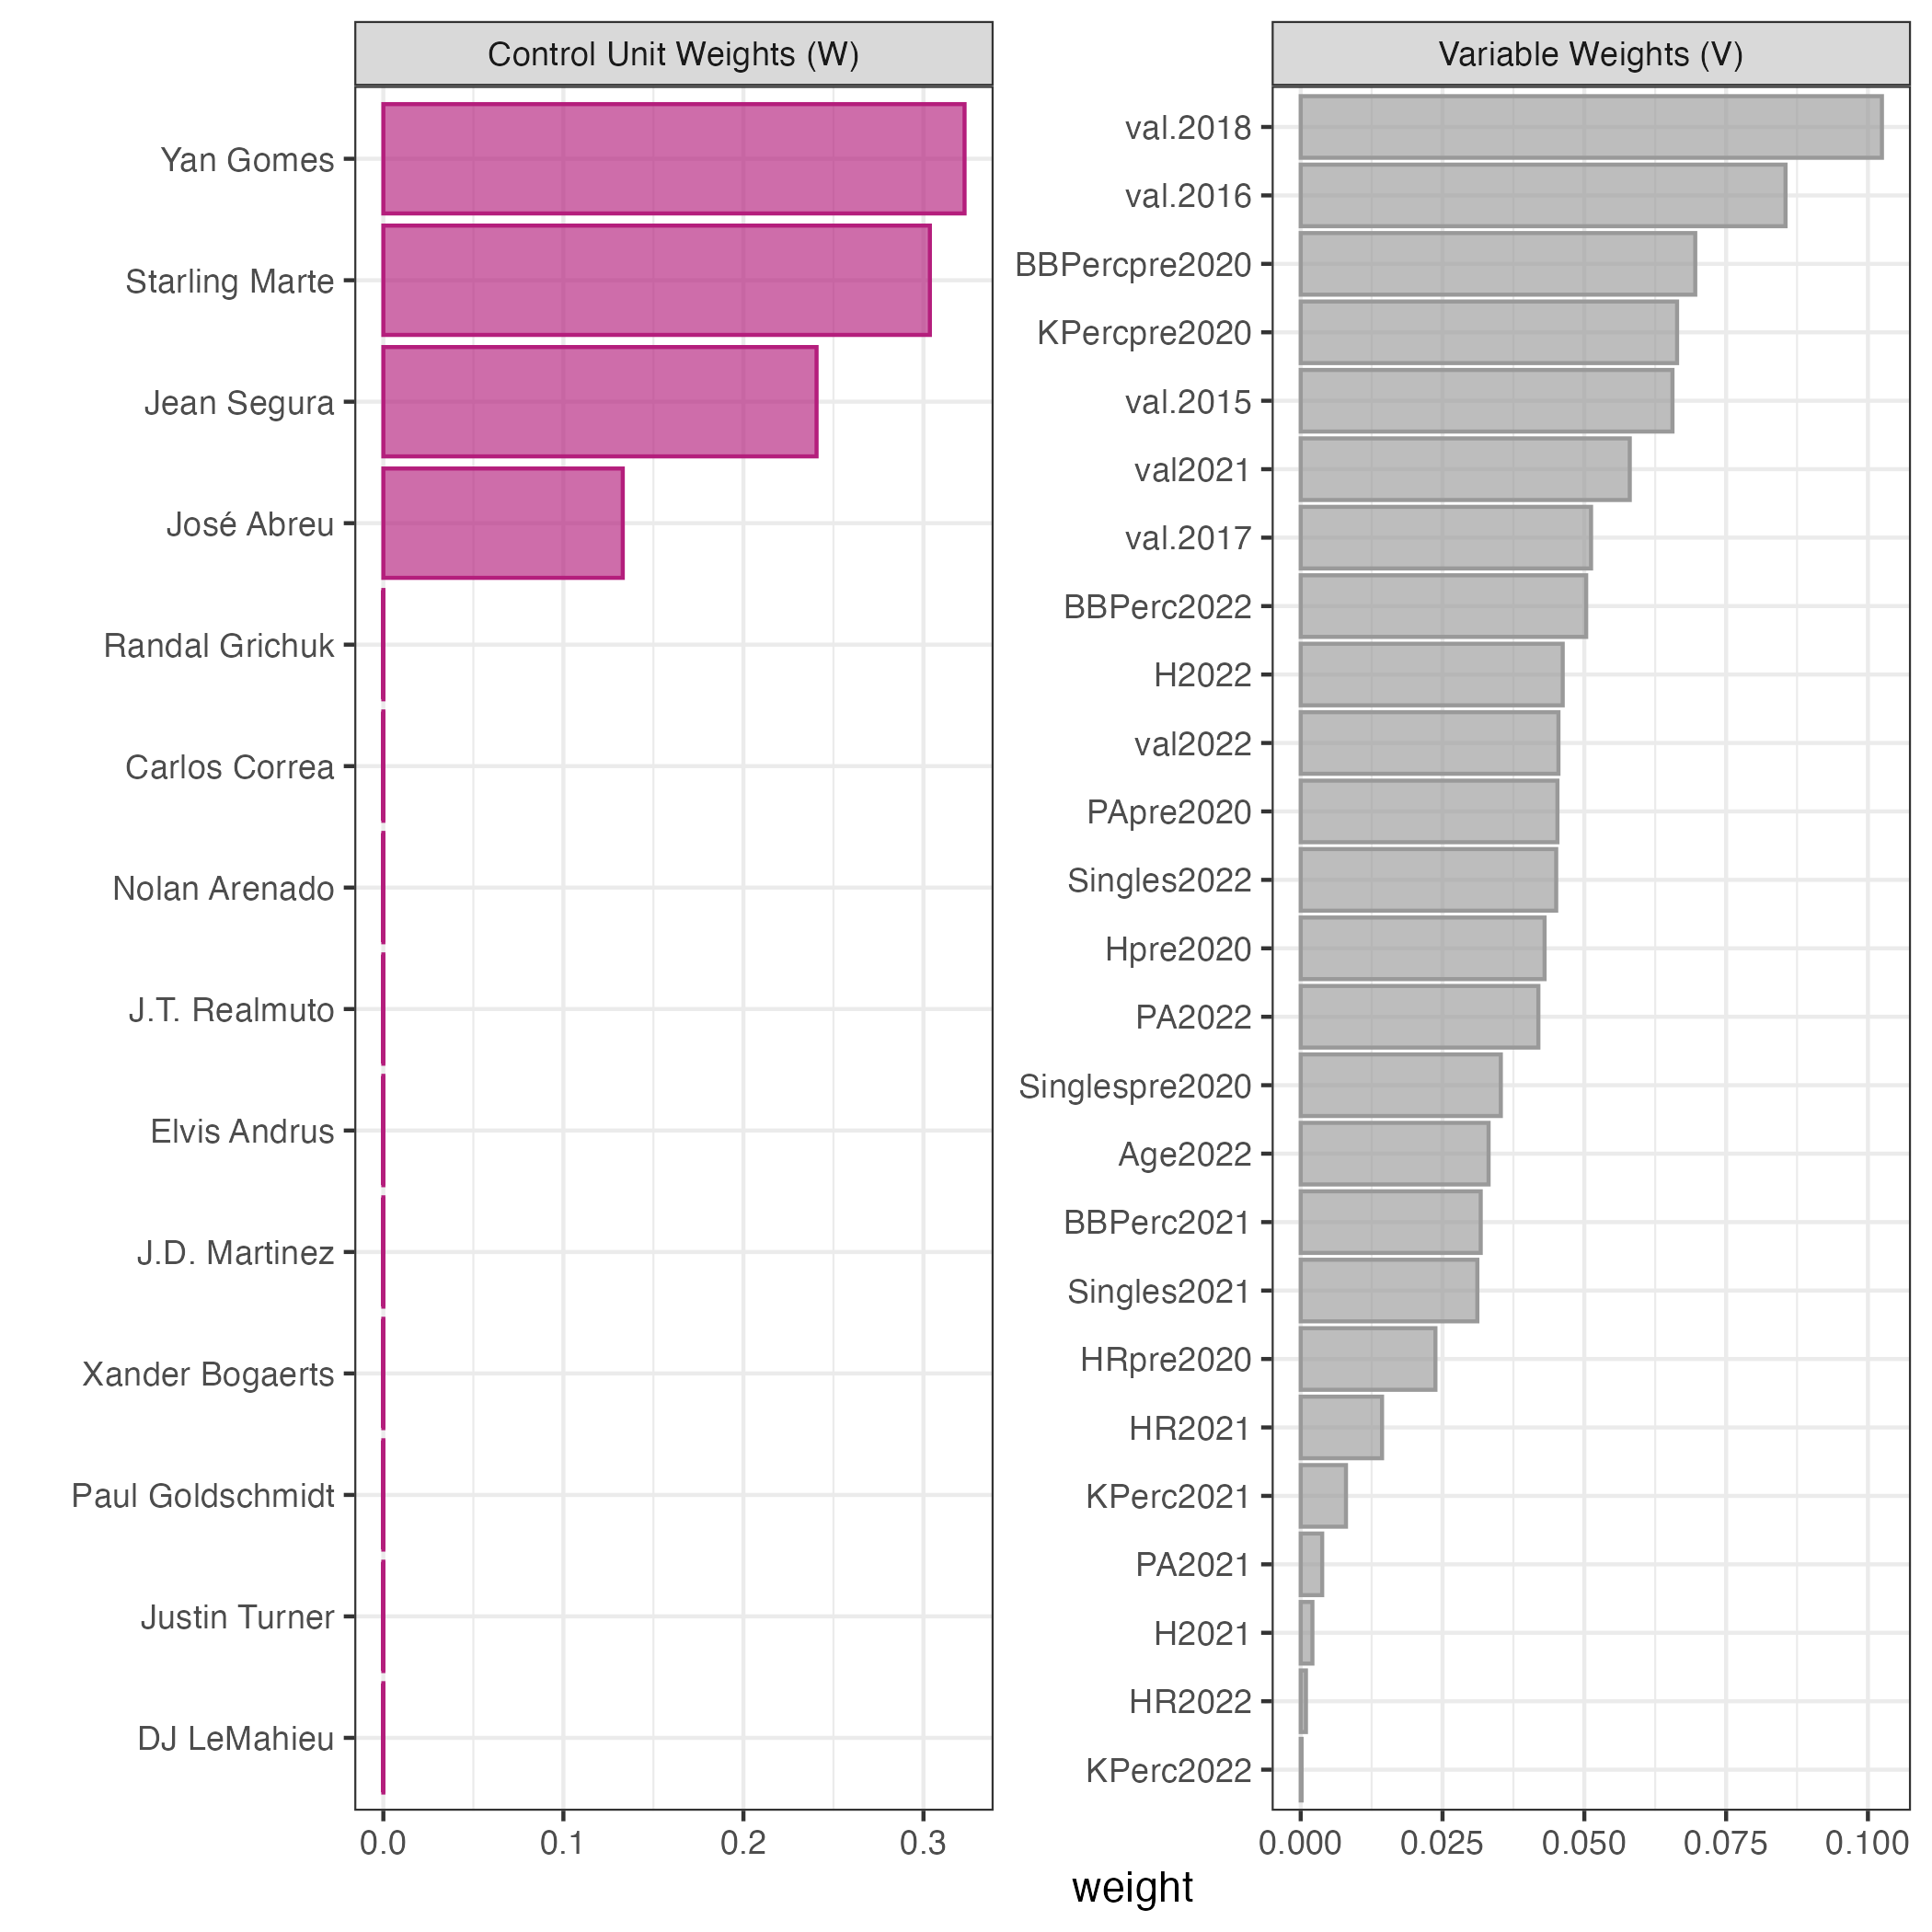 Control Unit Weights (W)
Yan Gomes
Starling Marte
Jean Segura
José Abreu
Randal Grichuk
Carlos Correa
Nolan Arenado
J.T. Realmuto
Elvis Andrus
J.D. Martinez
Xander Bogaerts
Paul Goldschmidt
Justin Turner
DJ LeMahieu
0.0 0.1 0.2 0.3
Variable Weights (V)
val.2018
val.2016
BBPercpre2020
KPercpre2020
val.2015
val2021
val.2017
BBPerc2022
H2022
val2022
PApre2020
Singles2022
Hpre2020
PA2022
Singlespre2020
Age2022
BBPerc2021
Singles2021
HRpre2020
HR2021
KPerc2021
PA2021
H2021
HR2022
KPerc2022
0.000 0.025 0.050 0.075 0.100
weight